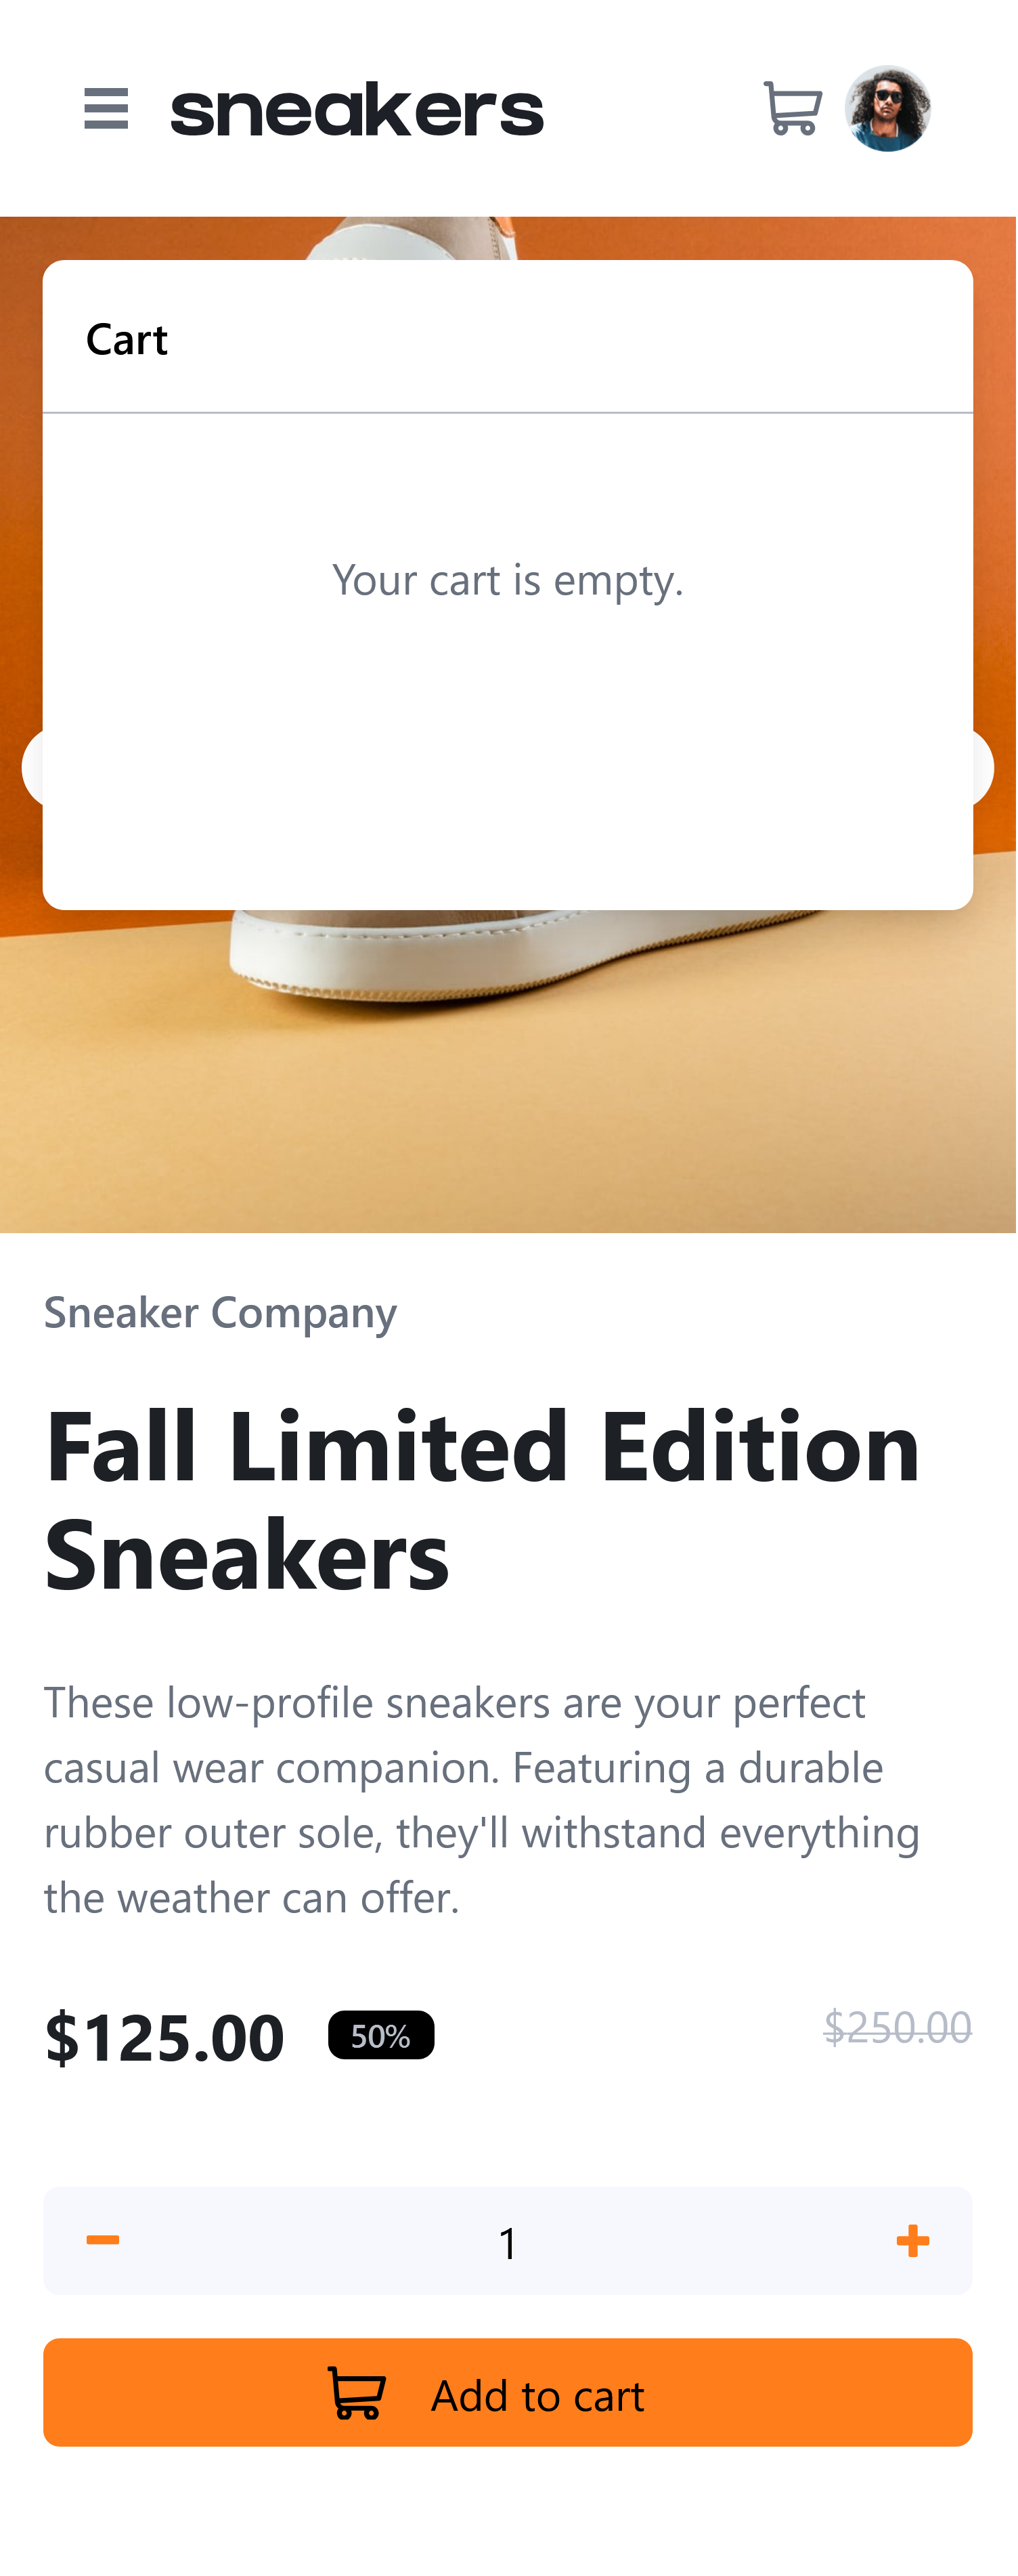 sneakers
Cart
Your cart is empty.
Sneaker Company
Fall Limited Edition
Sneakers
These low-profile sneakers are your perfect
casual wear companion. Featuring a durable
rubber outer sole, they'll withstand everything
the weather can offer.
$125.00 50% $250.00
1
Add to cart